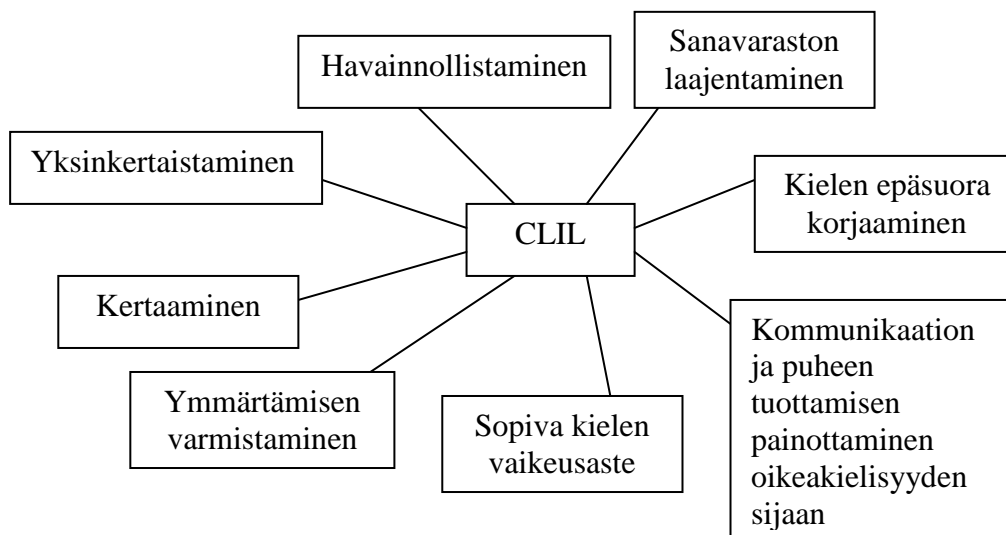 Havainnollistaminen
Sanavaraston
laajentaminen
Yksinkertaistaminen
Kielen epäsuora
korjaaminen
CLIL
Kertaaminen
Kommunikaation
ja puheen
tuottamisen
painottaminen
oikeakielisyyden
sijaan
Ymmärtämisen
varmistaminen
Sopiva kielen
vaikeusaste